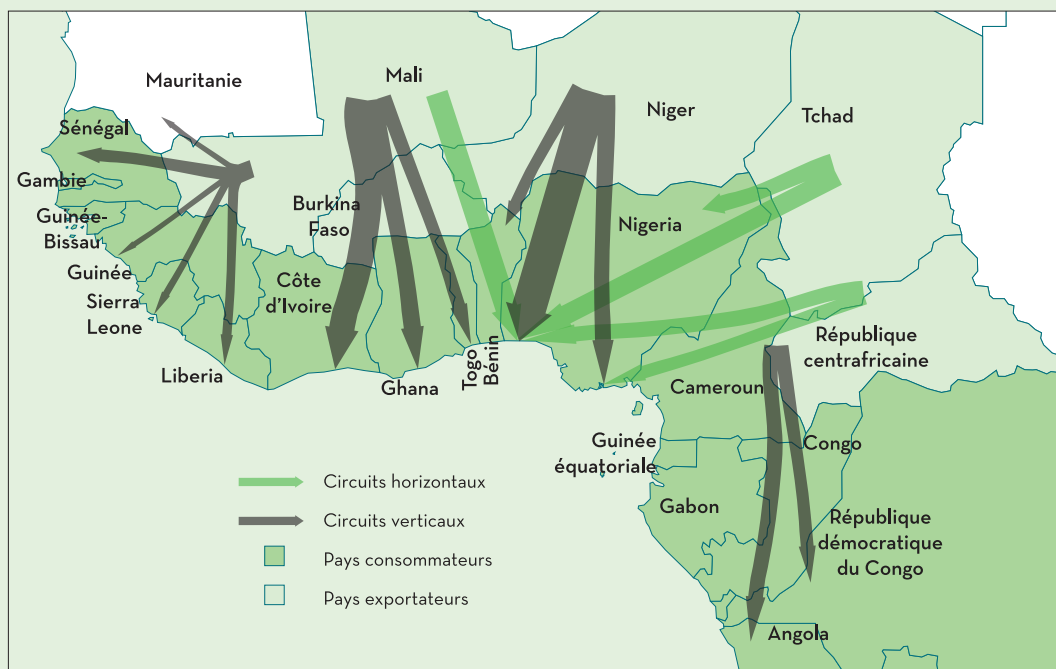 Mauritanie
Mali
Niger
Tchad
Sénégal
Gambie
Guinée-
Bissau
Burkina
Faso
Nigeria
Guinée
Sierra
Leone
Côte
d'Ivoire
Liberia
Ghana
Togo
Bénin
République
centrafricaine
Cameroun
Guinée
équatoriale
Congo
Gabon
République
démocratique
du Congo
Angola
Circuits horizontaux
Circuits verticaux
Pays consommateurs
Pays exportateurs